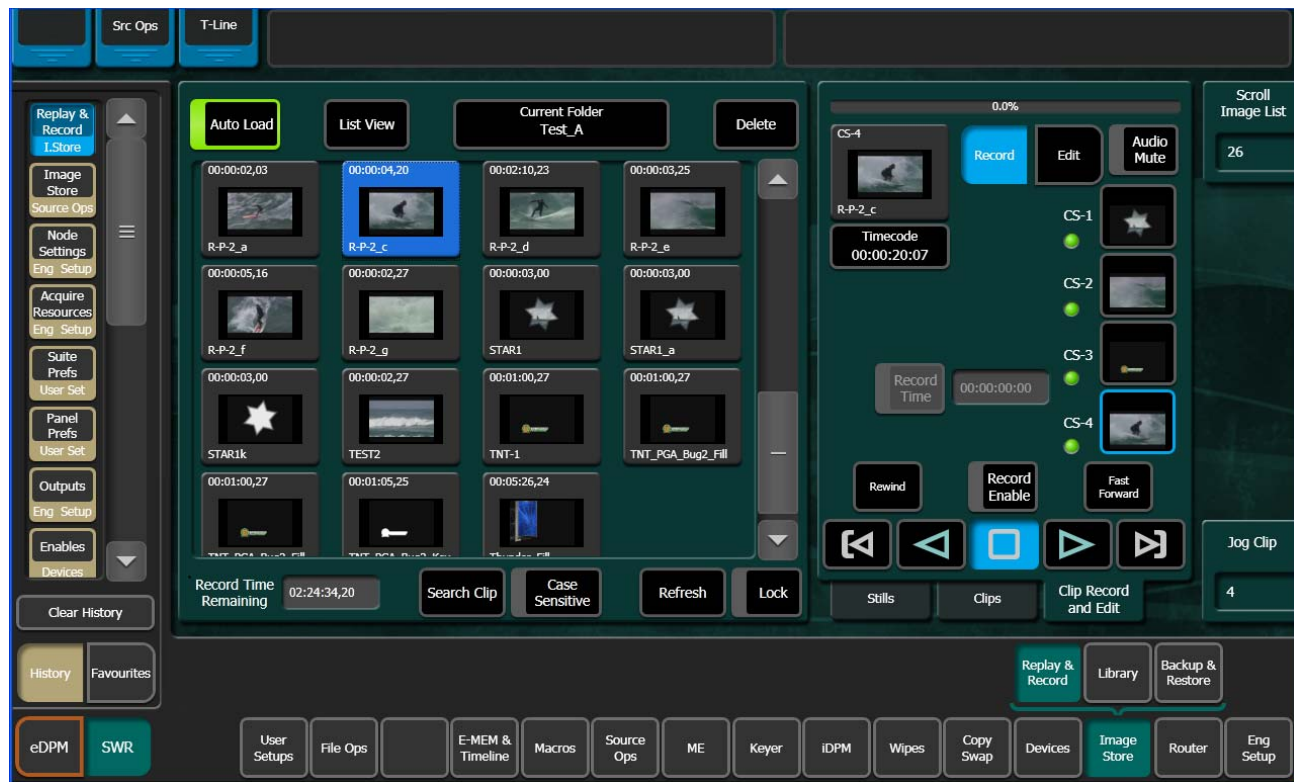 Src Ops
T-Line
Replay & Record
I.Store
Image Store
Source Ops
Node Settings
Eng Setup
Acquire Resources
Eng Setup
Suite Prefs
User Set
Panel Prefs
User Set
Outputs
Eng Setup
Enables
Devices
Clear History
History
Favourites
eDPM
SWR
Auto Load
List View
Current Folder
Test_A
Delete
00:00:02,03
00:00:04,20
00:02:10,23
00:00:03,25
R-P-2_a
R-P-2_c
R-P-2_d
R-P-2_e
00:00:05,16
00:00:02,27
00:00:03,00
00:00:03,00
R-P-2_f
R-P-2_g
STAR1
STAR1_a
00:00:03,00
00:00:02,27
00:01:00,27
00:01:00,27
STAR1k
TEST2
TNT-1
TNT_PGA_Bug2_Fill
00:01:00,27
00:01:05,25
00:05:26,24
TNT_PGA_Bug2_Fill
TNT_PGA_Bug2_Key
Thunder_Fill
Record Time Remaining
02:24:34,20
Search Clip
Case Sensitive
Refresh
Lock
0.0%
CS-4
R-P-2_c
Record
Edit
Audio Mute
Timecode
00:00:20:07
CS-1
CS-2
CS-3
CS-4
Record Time
00:00:00:00
Rewind
Record Enable
Fast Forward
Stills
Clips
Clip Record and Edit
Scroll Image List
26
Jog Clip
4
Replay & Record
Library
Backup & Restore
User Setups
File Ops
E-MEM & Timeline
Macros
Source Ops
ME
Keyer
iDPM
Wipes
Copy Swap
Devices
Image Store
Router
Eng Setup